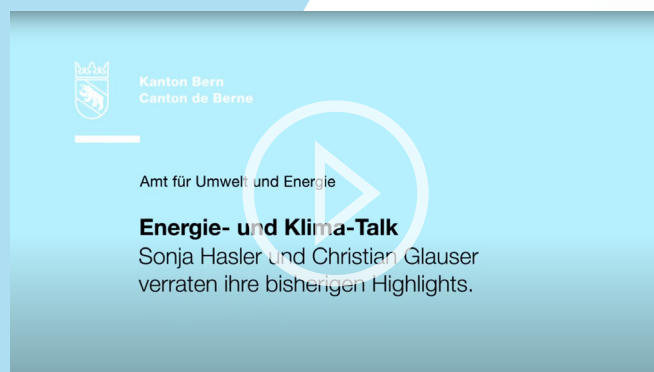 Kanton Bern
Canton de Berne
Amt für Umwelt und Energie
Energie- und Klima-Talk
Sonja Hasler und Christian Glauser
verraten ihre bisherigen Highlights.